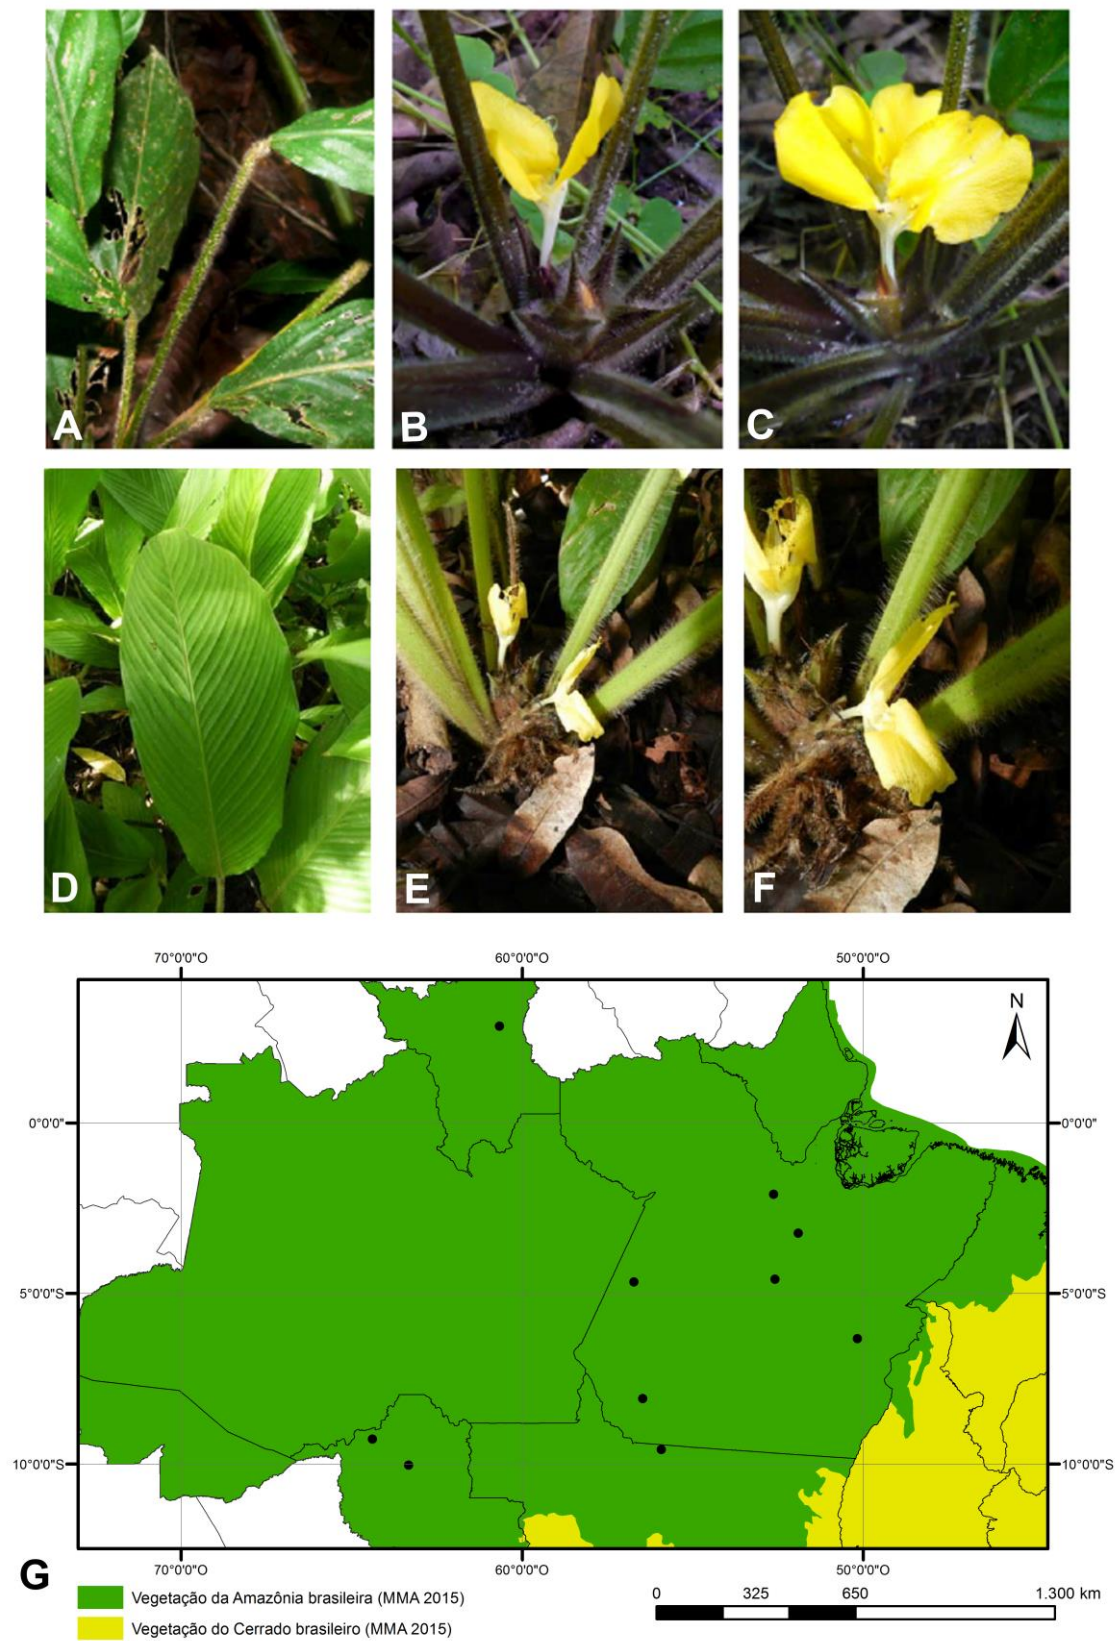 A
B
C
D
E
F
70°0'0"O 60°0'0"O 50°0'0"O
N
0°0'0" 0°0'0"
5°0'0"S 5°0'0"S
10°0'0"S 10°0'0"S
70°0'0"O 60°0'0"O 50°0'0"O
G
Vegetação da Amazônia brasileira (MMA 2015)
Vegetação do Cerrado brasileiro (MMA 2015)
0 325 650 1.300 km